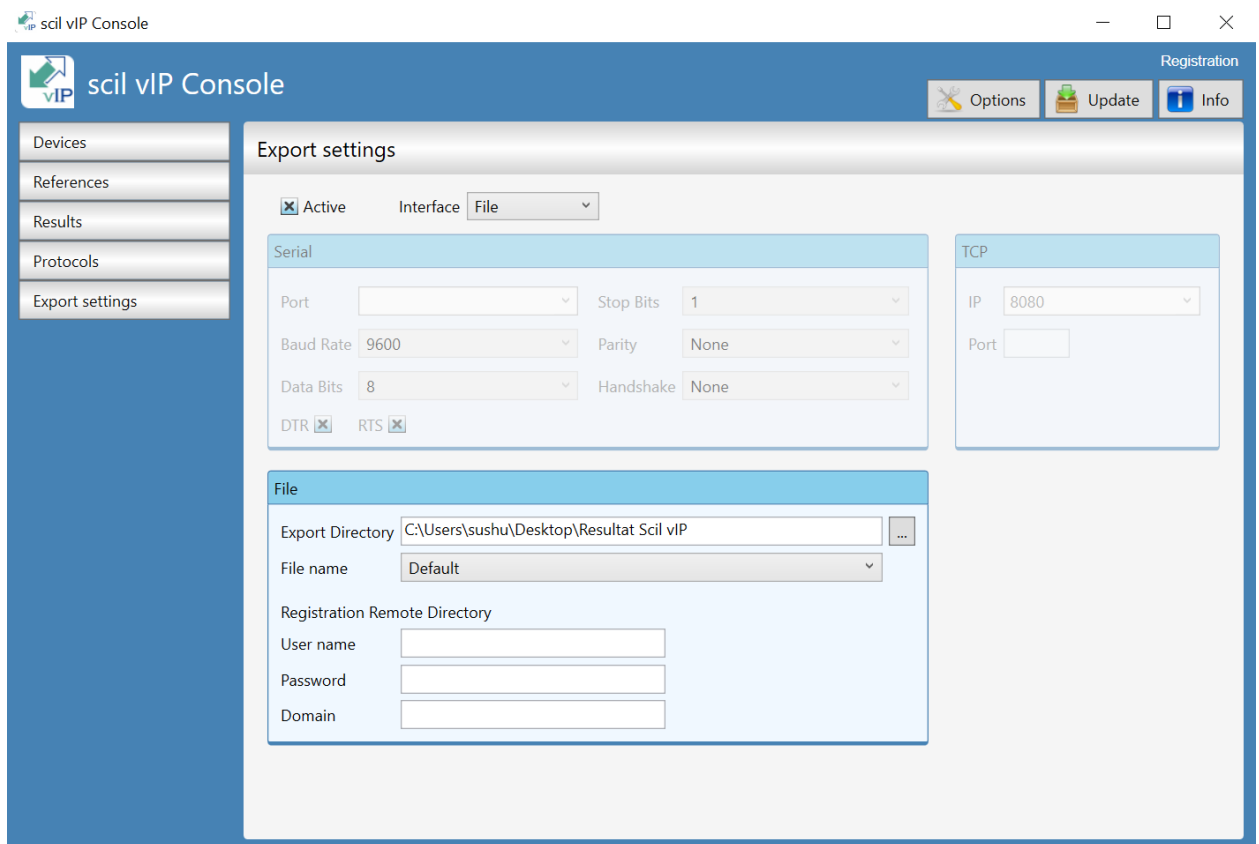 scil vIP Console
Registration
vIP scil vIP Console
Options Update Info
Devices
References
Results
Protocols
Export settings
Export settings
Active Interface File
Serial
Port Stop Bits 1
Baud Rate 9600 Parity None
Data Bits 8 Handshake None
DTR RTS
TCP
IP 8080
Port
File
Export Directory C:\Users\sushu\Desktop\Resultat Scil vIP ...
File name Default
Registration Remote Directory
User name
Password
Domain